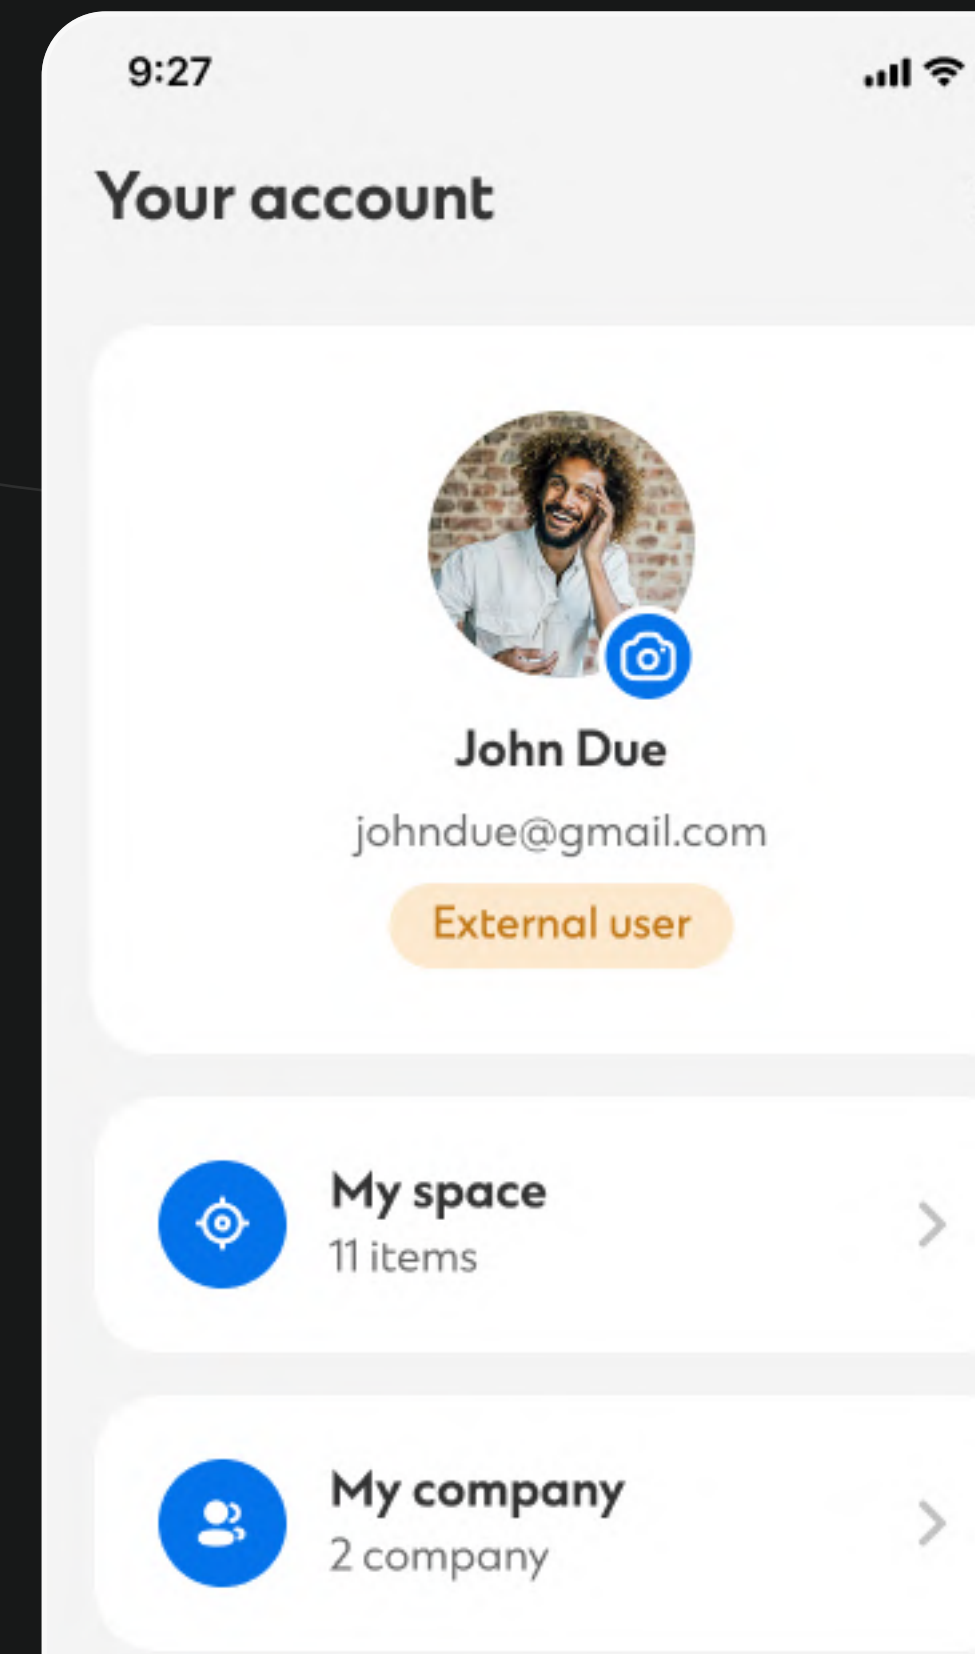 9:27
Your account
John Due
johndue@gmail.com
External user
My space
11 items
My company
2 company